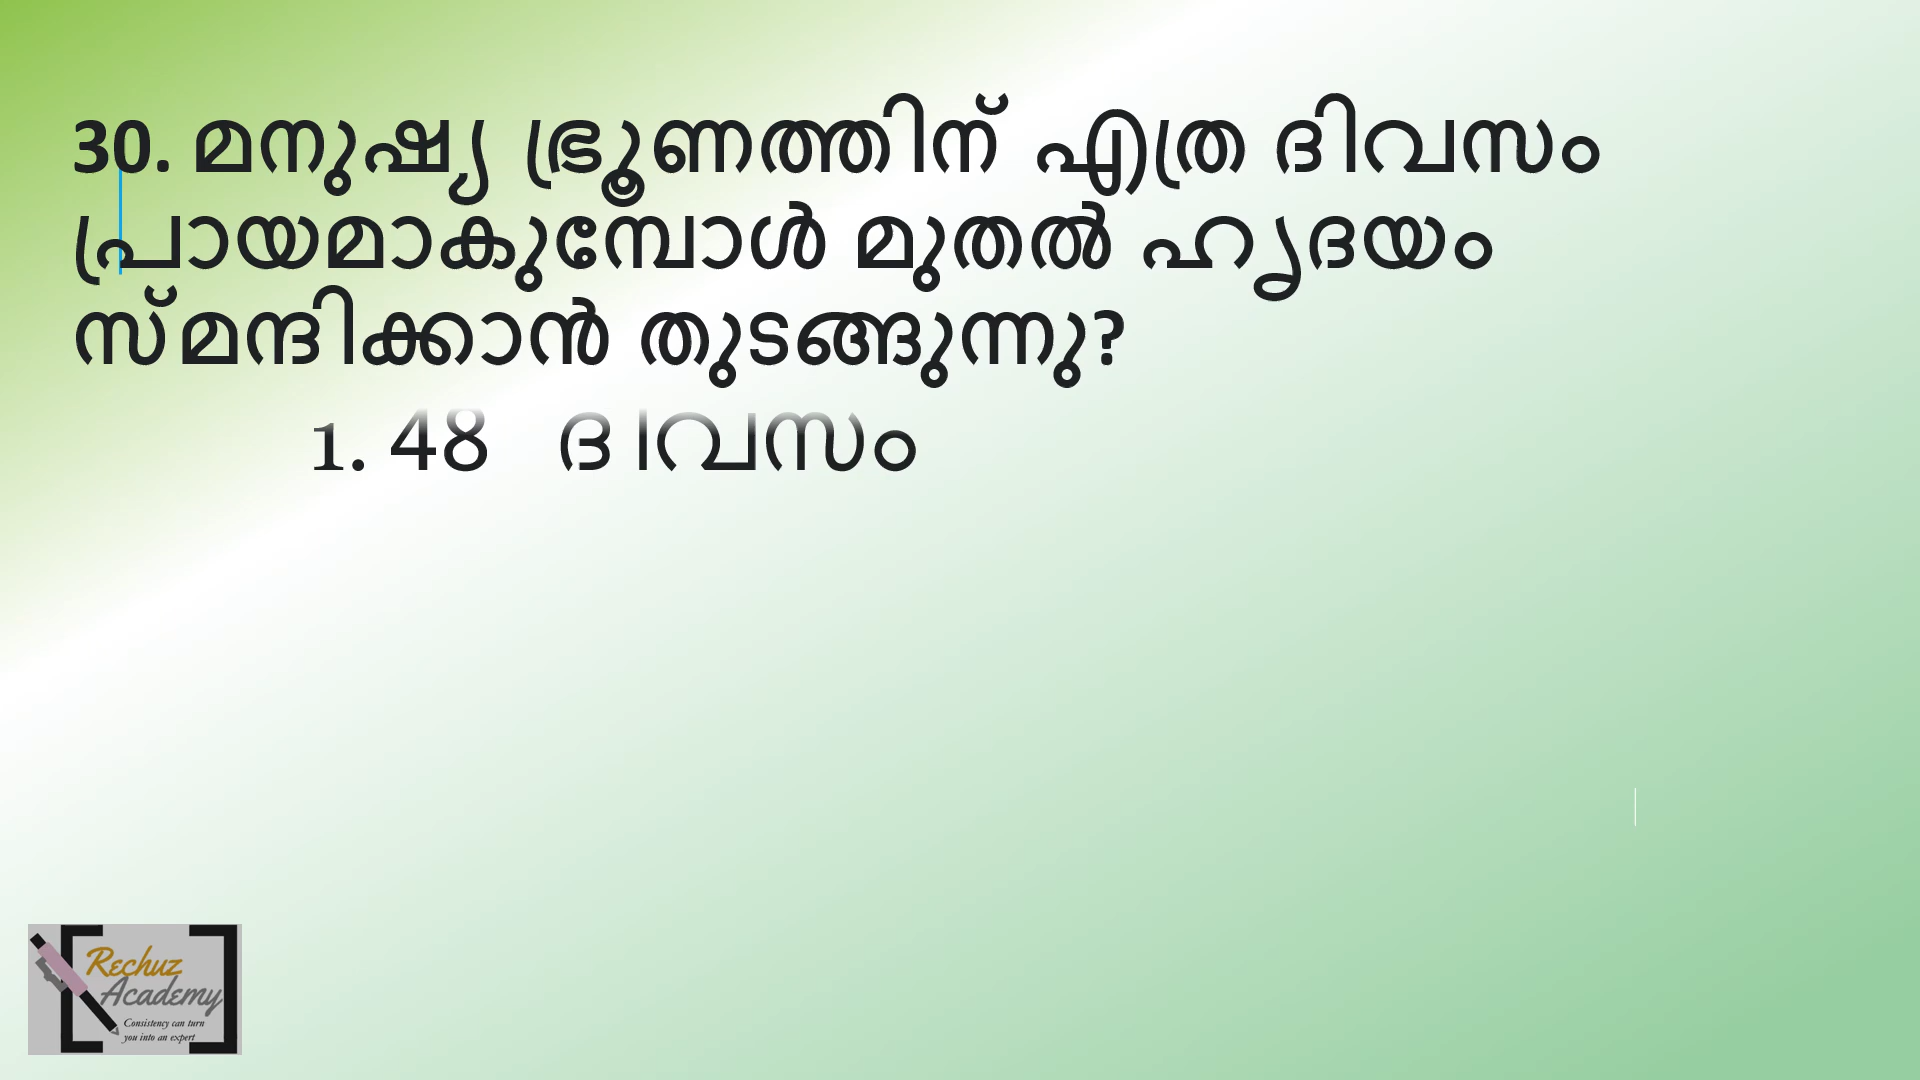 30. മനുഷ്യ ഭ്രൂണത്തിന് എത്ര ദിവസം
പ്രായമാകുമ്പോൾ മുതൽ ഹൃദയം
സ്മന്ദിക്കാൻ തുടങ്ങുന്നു?
1. 48 ദിവസം
Rechuz
Academy
Consistency can turn
you into an expert